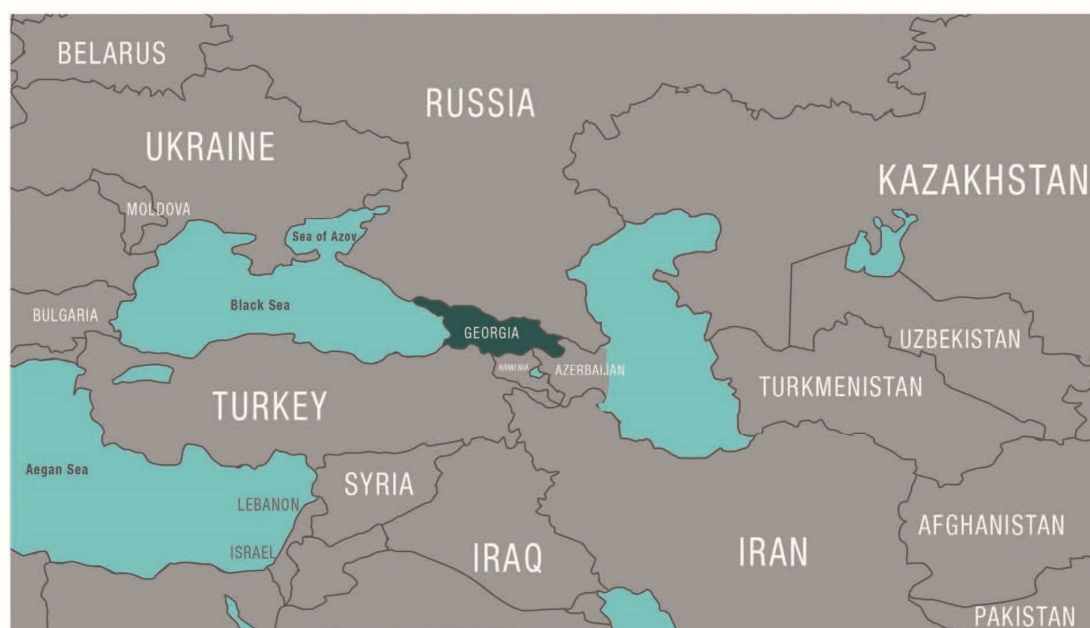 BELARUS
RUSSIA
UKRAINE
KAZAKHSTAN
MOLDOVA
Sea of Azov
Black Sea
BULGARIA
GEORGIA
UZBEKISTAN
ARMENIA
AZERBAIJAN
TURKMENISTAN
TURKEY
Aegan Sea
SYRIA
LEBANON
AFGHANISTAN
ISRAEL
IRAQ
IRAN
PAKISTAN